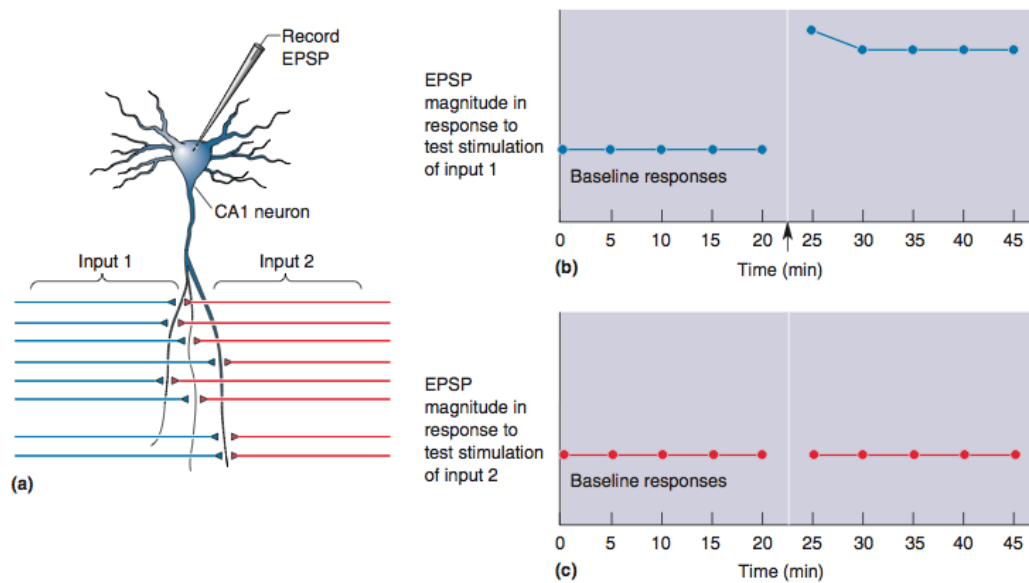 Record
EPSP
CA1 neuron
Input 1
Input 2
(a)
EPSP
magnitude in
response to
test stimulation
of input 1
Baseline responses
0 5 10 15 20 25 30 35 40 45
(b)
Time (min)
EPSP
magnitude in
response to
test stimulation
of input 2
Baseline responses
0 5 10 15 20 25 30 35 40 45
(c)
Time (min)